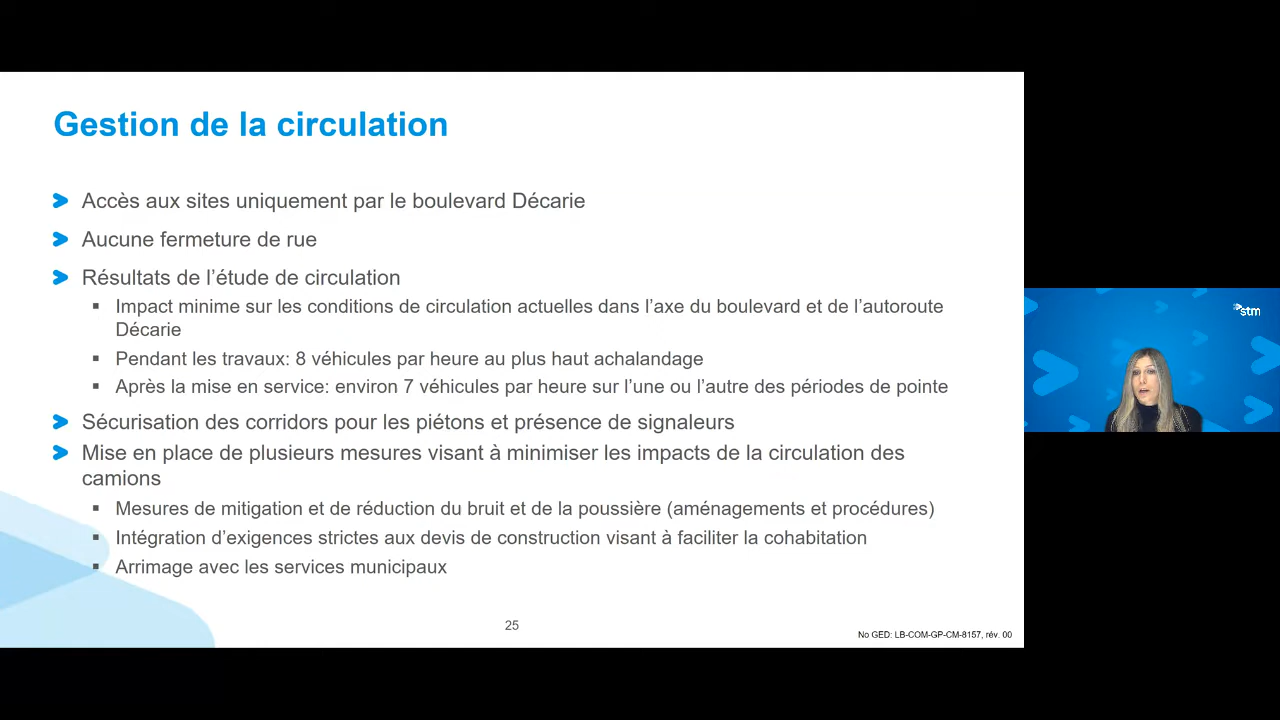 Gestion de la circulation
Accès aux sites uniquement par le boulevard Décarie
Aucune fermeture de rue
Résultats de l'étude de circulation
Impact minime sur les conditions de circulation actuelles dans l'axe du boulevard et de l'autoroute
Décarie
Pendant les travaux: 8 véhicules par heure au plus haut achalandage
Après la mise en service: environ 7 véhicules par heure sur l'une ou l'autre des périodes de pointe
Sécurisation des corridors pour les piétons et présence de signaleurs
Mise en place de plusieurs mesures visant à minimiser les impacts de la circulation des
camions
Mesures de mitigation et de réduction du bruit et de la poussière (aménagements et procédures)
Intégration d'exigences strictes aux devis de construction visant à faciliter la cohabitation
Arrimage avec les services municipaux
25
No GED: LB-COM-GP-CM-8157, rév. 00
stm